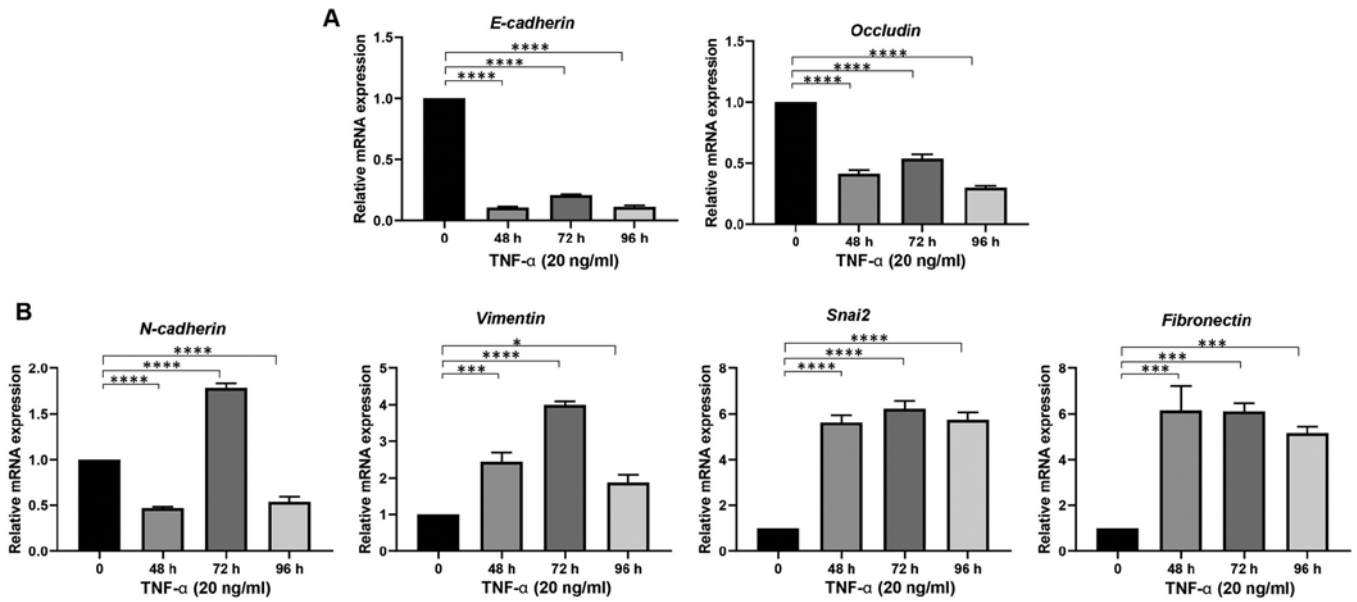 A
E-cadherin
Relative mRNA expression
1.5
1.0
0.5
0.0
****
****
****
0 48 h 72 h 96 h
TNF-α (20 ng/ml)
Occludin
Relative mRNA expression
1.5
1.0
0.5
0.0
****
****
****
0 48 h 72 h 96 h
TNF-α (20 ng/ml)
B
N-cadherin
Relative mRNA expression
2.0
1.5
1.0
0.5
0.0
****
****
****
0 48 h 72 h 96 h
TNF-α (20 ng/ml)
Vimentin
Relative mRNA expression
5
4
3
2
1
0
*
****
***
0 48 h 72 h 96 h
TNF-α (20 ng/ml)
Snai2
Relative mRNA expression
8
6
4
2
0
****
****
****
0 48 h 72 h 96 h
TNF-α (20 ng/ml)
Fibronectin
Relative mRNA expression
8
6
4
2
0
***
***
***
0 48 h 72 h 96 h
TNF-α (20 ng/ml)